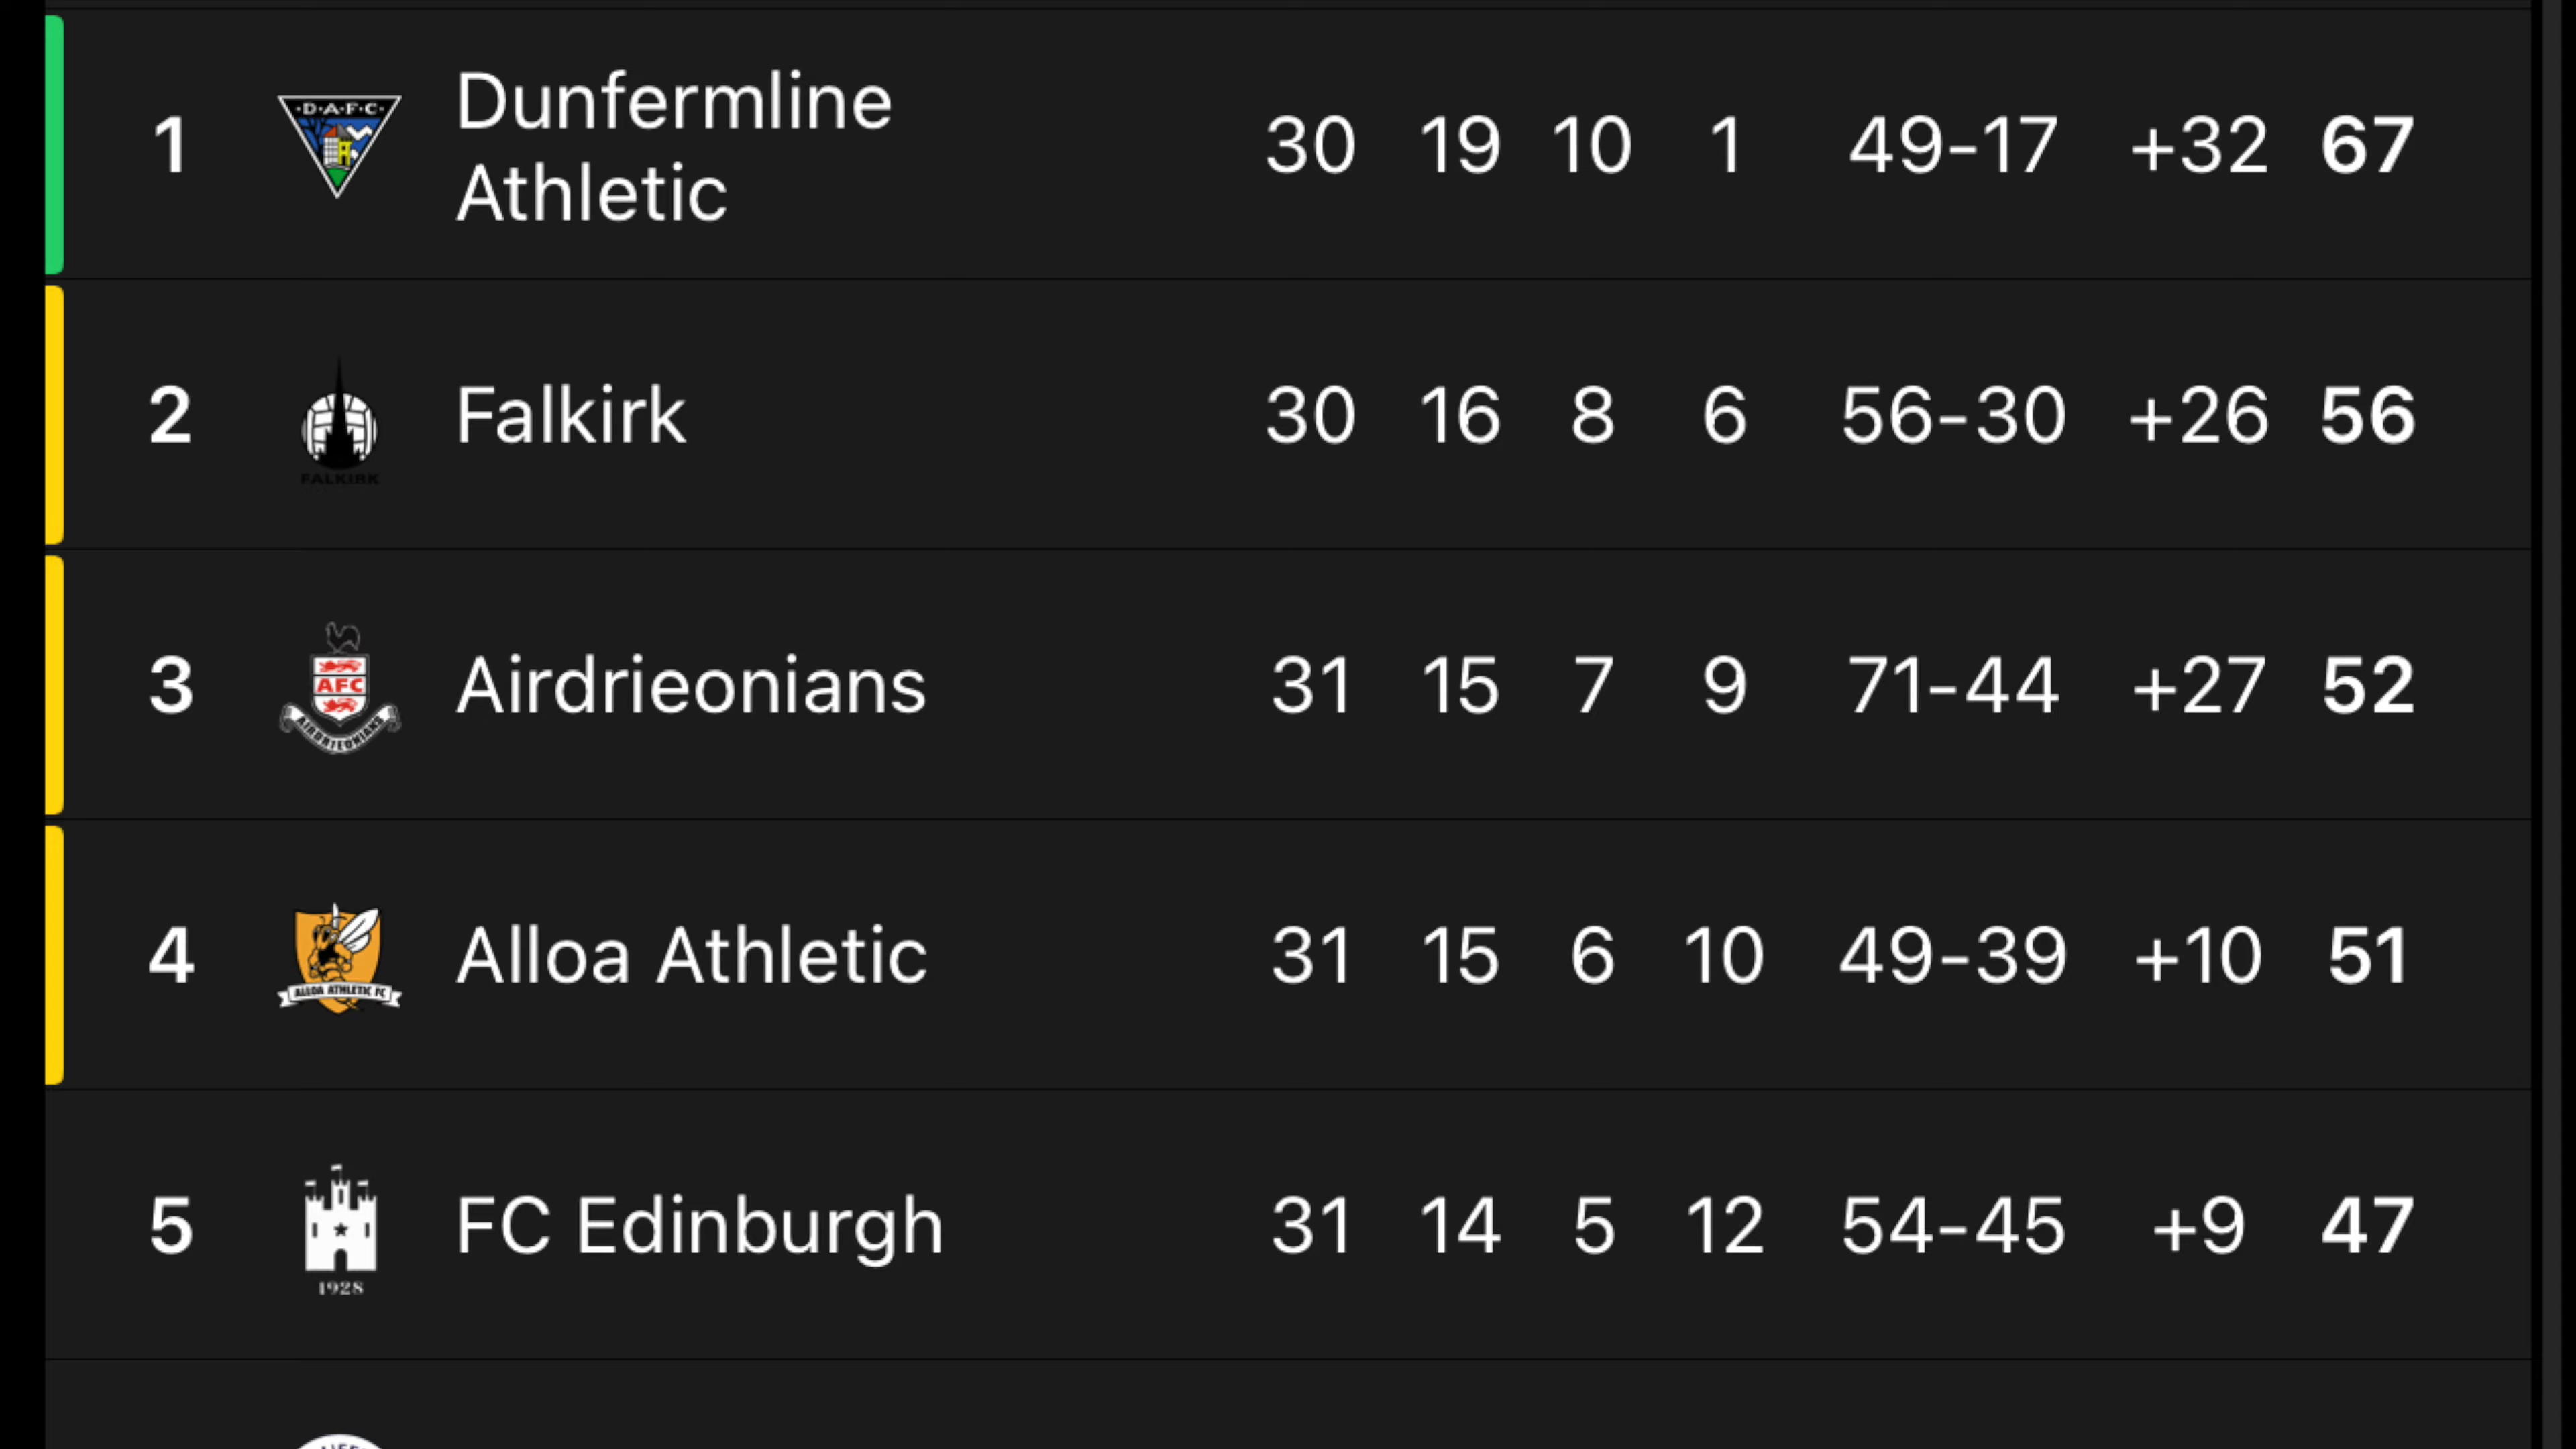 1 ·D·A·F·C· Dunfermline Athletic 30 19 10 1 49-17 +32 67
2 FALKIRK Falkirk 30 16 8 6 56-30 +26 56
3 AFC AIRDRIEONIANS Airdrieonians 31 15 7 9 71-44 +27 52
4 ALLOA ATHLETIC FC Alloa Athletic 31 15 6 10 49-39 +10 51
5 1928 FC Edinburgh 31 14 5 12 54-45 +9 47